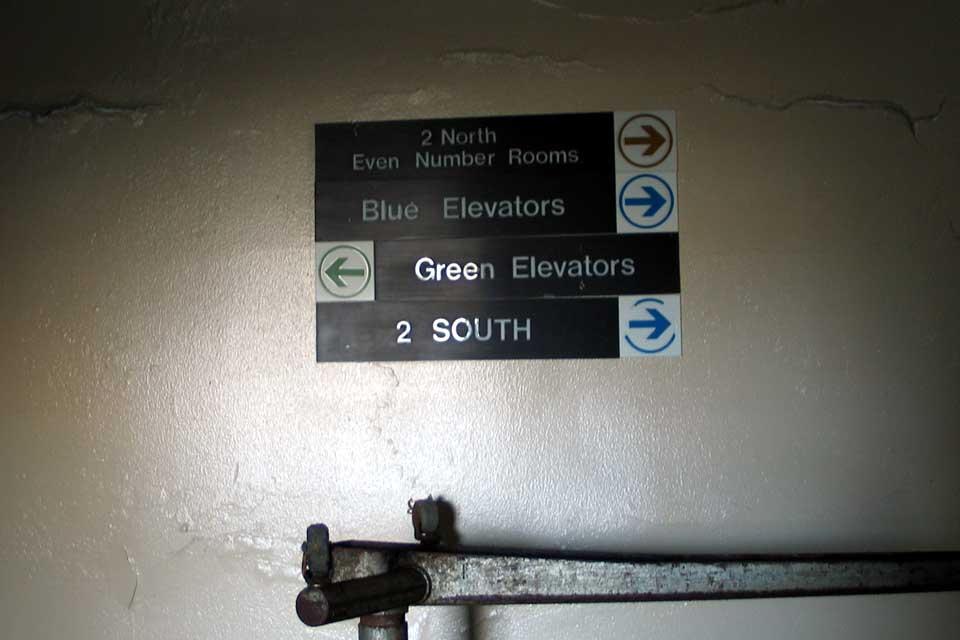 2 North
Even Number Rooms
Blue Elevators
Green Elevators
2 SOUTH